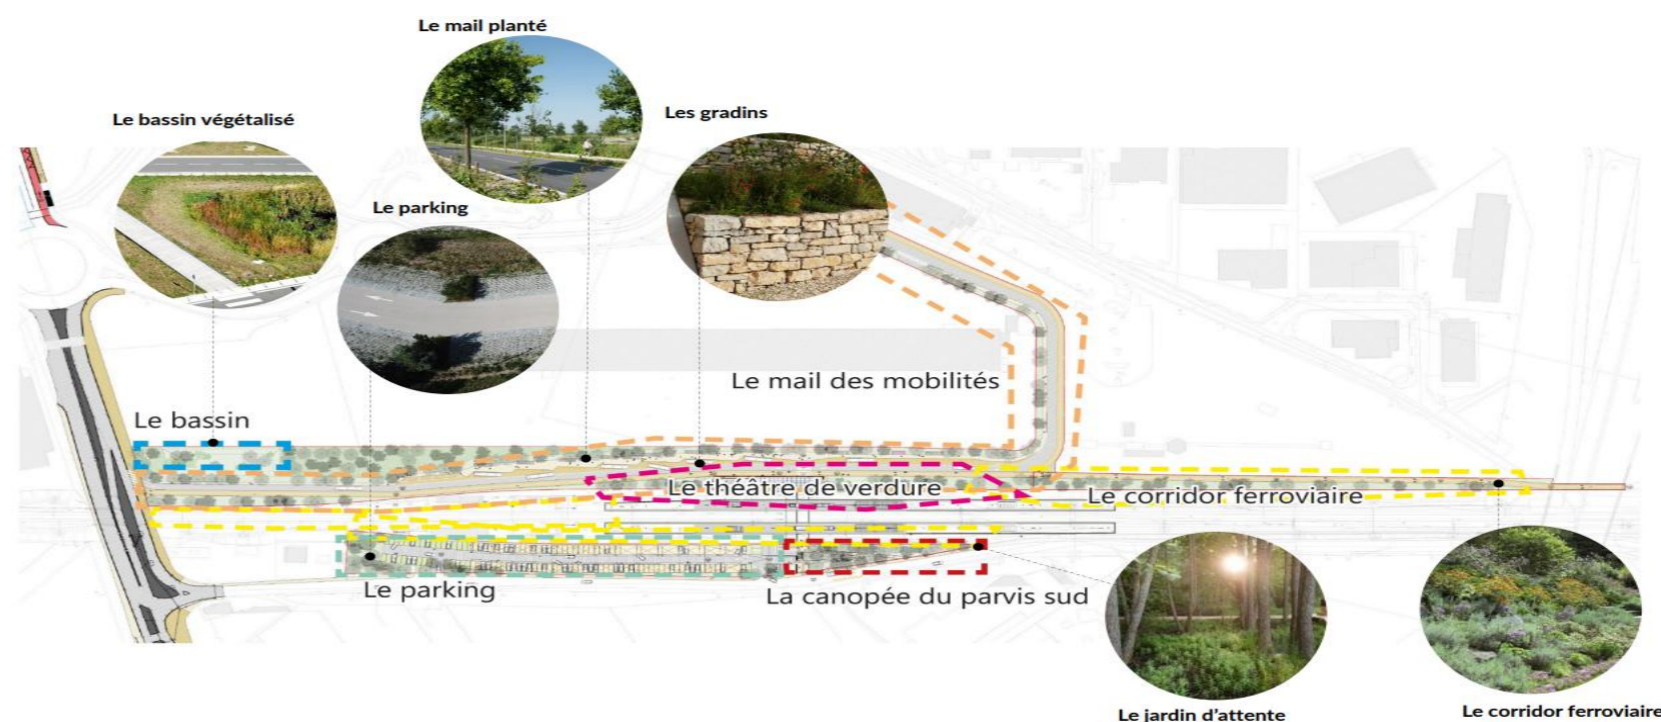 Le mail planté
Le bassin végétalisé
Les gradins
Le parking
Le mail des mobilités
Le bassin
Le théâtre de verdure
Le corridor ferroviaire
Le parking
La canopée du parvis sud
Le jardin d'attente
Le corridor ferroviaire